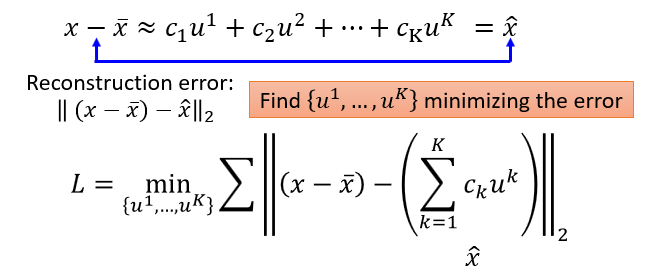 x − x̄ ≈ c₁u¹ + c₂u² + ⋯ + c_K u^K = x̂
Reconstruction error:
‖(x − x̄) − x̂‖₂
Find {u¹, … , u^K} minimizing the error
L = min_{u¹,…,u^K} ∑ ‖(x − x̄) − (∑_{k=1}^{K} c_k u^k)‖₂
x̂